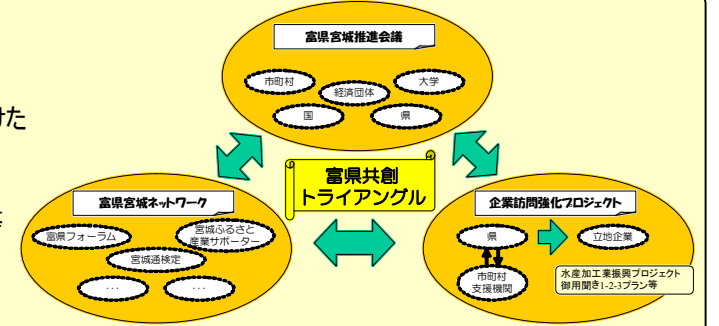 富県宮城推進会議
市町村
経済団体
大学
国
県
けた
富県共創
トライアングル
富県宮城ネットワーク
富県フォーラム
宮城ふるさと
産業サポーター
宮城通検定
･･･
･･･
企業訪問強化プロジェクト
県
立地企業
市町村
支援機関
水産加工業振興プロジェクト
御用聞き1-2-3プラン等